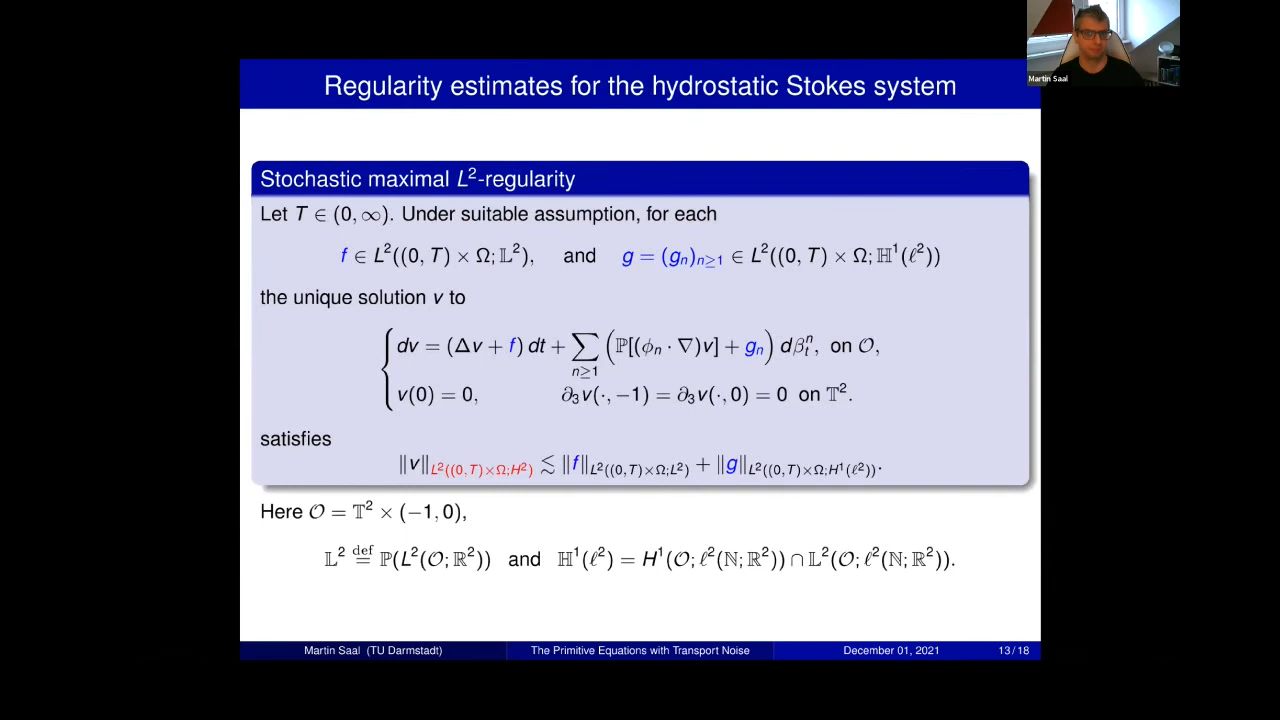 Martin Saal
Regularity estimates for the hydrostatic Stokes system
Stochastic maximal L²-regularity
Let T ∈ (0, ∞). Under suitable assumption, for each
f ∈ L²((0, T) × Ω; 𝕃²), and g = (gₙ)ₙ≥₁ ∈ L²((0, T) × Ω; ℍ¹(ℓ²))
the unique solution v to
dv = (Δv + f) dt + ∑ₙ≥₁ (ℙ[(ϕₙ · ∇)v] + gₙ) dβₜⁿ, on 𝒪,
v(0) = 0, ∂₃v(·, −1) = ∂₃v(·, 0) = 0 on 𝕋².
satisfies
‖v‖_{L²((0,T)×Ω;H²)} ≲ ‖f‖_{L²((0,T)×Ω;L²)} + ‖g‖_{L²((0,T)×Ω;H¹(ℓ²))}.
Here 𝒪 = 𝕋² × (−1, 0),
𝕃² def= ℙ(L²(𝒪; ℝ²)) and ℍ¹(ℓ²) = H¹(𝒪; ℓ²(ℕ; ℝ²)) ∩ 𝕃²(𝒪; ℓ²(ℕ; ℝ²)).
Martin Saal (TU Darmstadt) The Primitive Equations with Transport Noise December 01, 2021 13 / 18